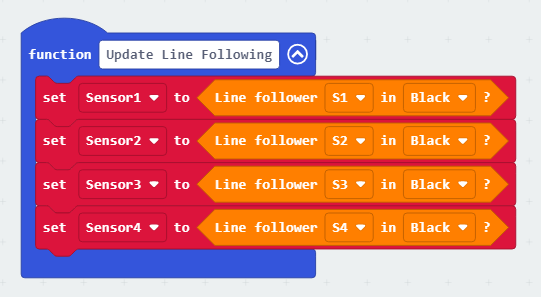 function Update Line Following
set Sensor1 to Line follower S1 in Black ?
set Sensor2 to Line follower S2 in Black ?
set Sensor3 to Line follower S3 in Black ?
set Sensor4 to Line follower S4 in Black ?